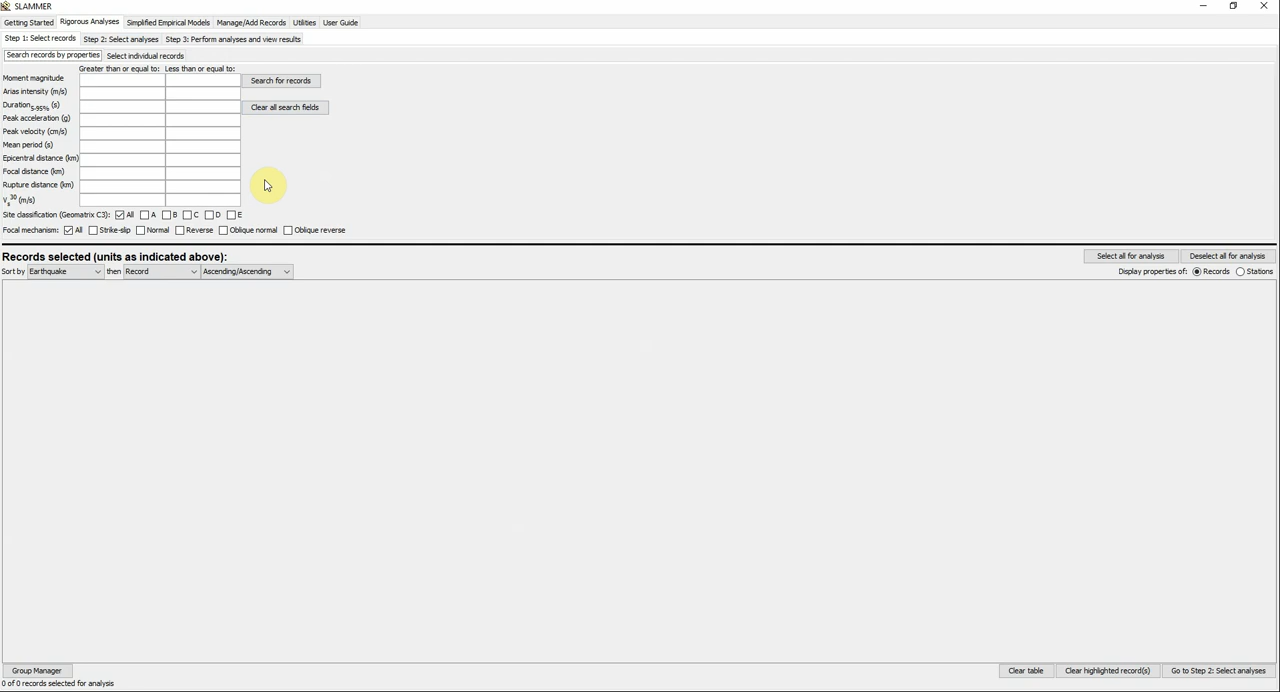 SLAMMER
Getting Started Rigorous Analyses Simplified Empirical Models Manage/Add Records Utilities User Guide
Step 1: Select records Step 2: Select analyses Step 3: Perform analyses and view results
Search records by properties Select individual records
Greater than or equal to: Less than or equal to:
Moment magnitude Search for records
Arias intensity (m/s)
Duration5-95% (s) Clear all search fields
Peak acceleration (g)
Peak velocity (cm/s)
Mean period (s)
Epicentral distance (km)
Focal distance (km)
Rupture distance (km)
Vs30 (m/s)
Site classification (Geomatrix C3): All A B C D E
Focal mechanism: All Strike-slip Normal Reverse Oblique normal Oblique reverse
Records selected (units as indicated above): Select all for analysis Deselect all for analysis
Sort by Earthquake then Record Ascending/Ascending Display properties of: Records Stations
Group Manager Clear table Clear highlighted record(s) Go to Step 2: Select analyses
0 of 0 records selected for analysis